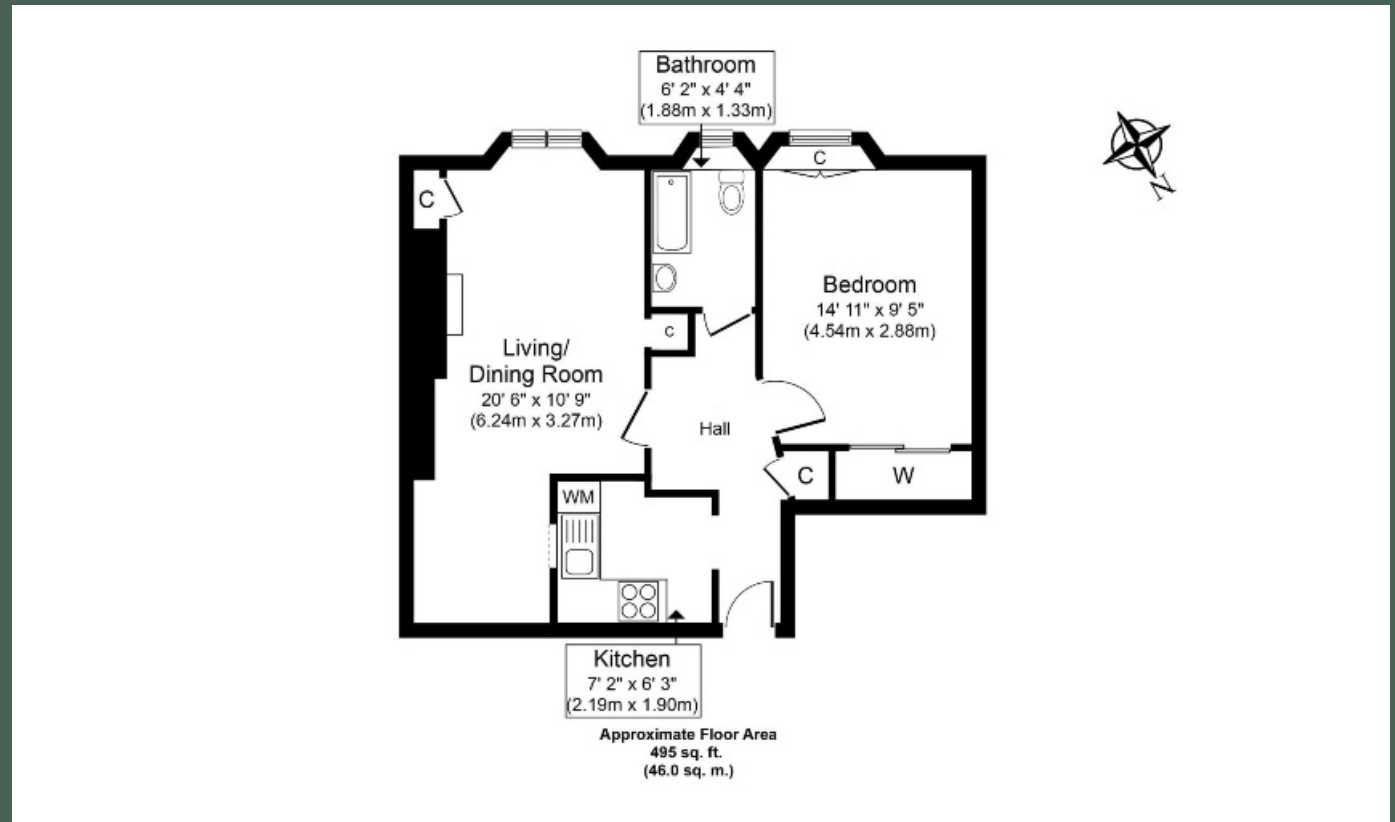 Bathroom
6' 2" x 4' 4"
(1.88m x 1.33m)
C
N
C
Bedroom
14' 11" x 9' 5"
(4.54m x 2.88m)
C
Living/
Dining Room
20' 6" x 10' 9"
(6.24m x 3.27m)
Hall
C
W
WM
Kitchen
7' 2" x 6' 3"
(2.19m x 1.90m)
Approximate Floor Area
495 sq. ft.
(46.0 sq. m.)